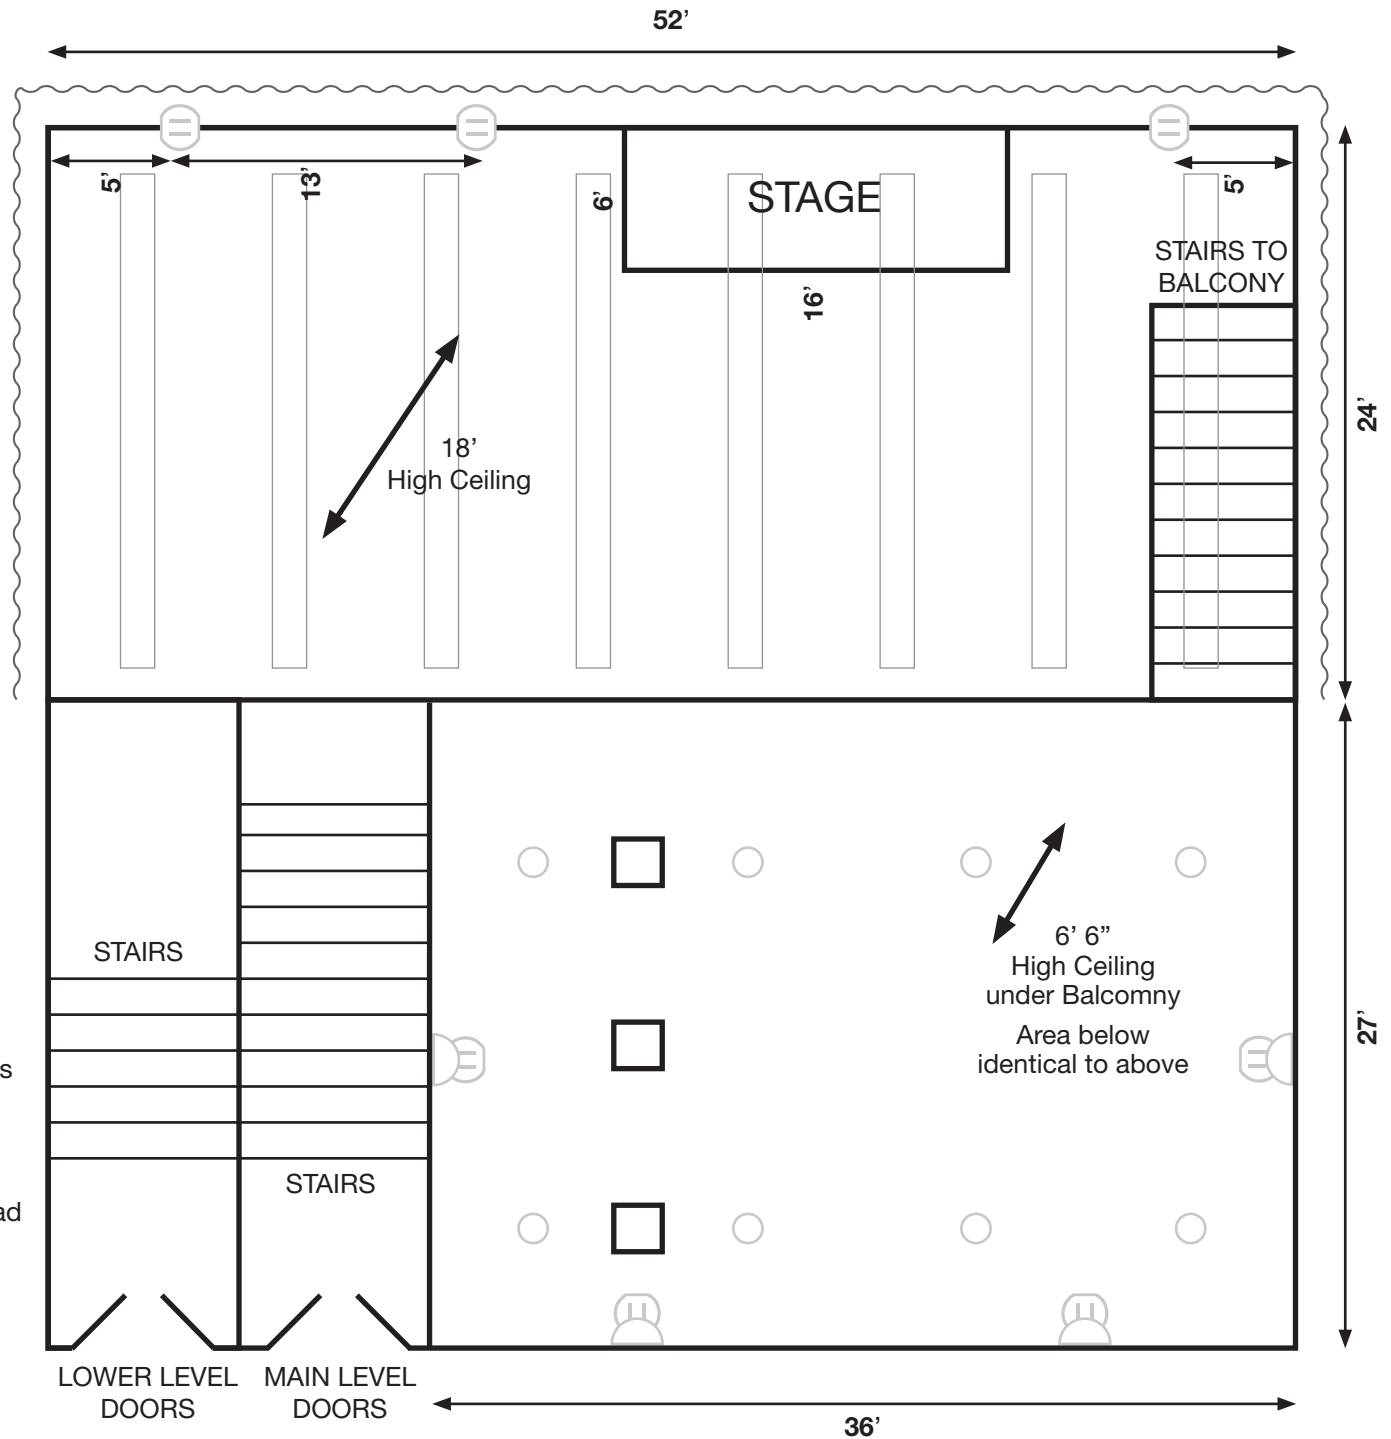 52’
5’
13’
6’
STAGE
16’
5’
STAIRS TO
BALCONY
24’
18’
High Ceiling
STAIRS
6’ 6”
High Ceiling
under Balcomny
Area below
identical to above
27’
s
STAIRS
ad
LOWER LEVEL
DOORS
MAIN LEVEL
DOORS
36’